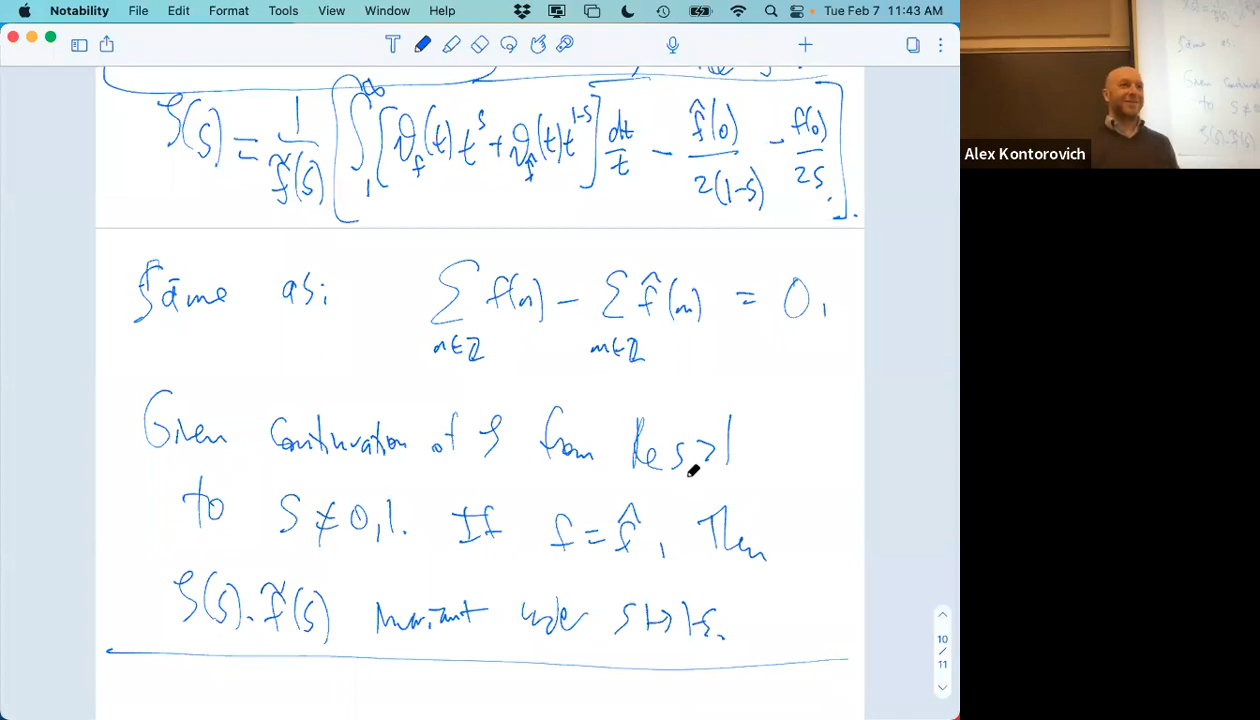 Notability File Edit Format Tools View Window Help Tue Feb 7 11:43 AM
ζ(s) = 1/f̃(s) [ ∫₁^∞ [ϑ_f(t) t^s + ϑ_f̂(t) t^{1-s}] dt/t − f̂(0)/2(1-s) − f(0)/2s ].
Same as: ∑_{n∈ℤ} f(n) − ∑_{m∈ℤ} f̂(m) = 0.
Given continuation of ζ from Re s>1
to s≠0,1. If f = f̂, then
ζ(s)·f̃(s) invariant under s↦1-s.
10
/
11
Alex Kontorovich